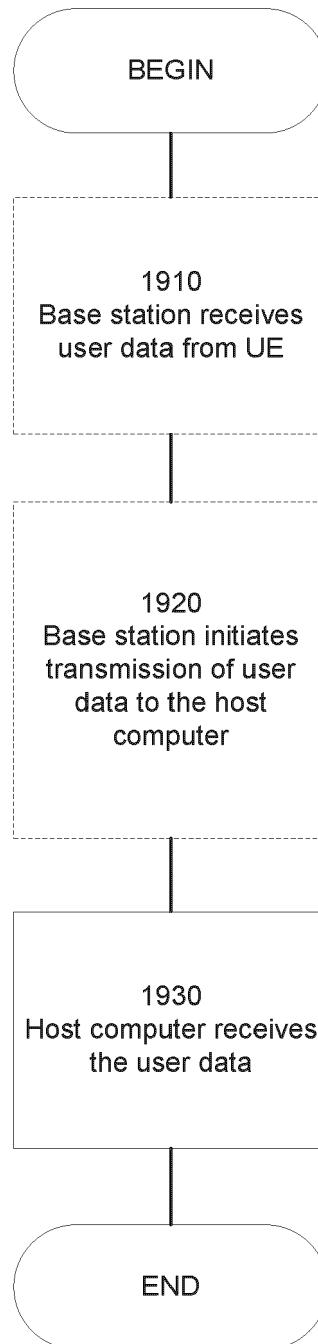 BEGIN
1910
Base station receives
user data from UE
1920
Base station initiates
transmission of user
data to the host
computer
1930
Host computer receives
the user data
END